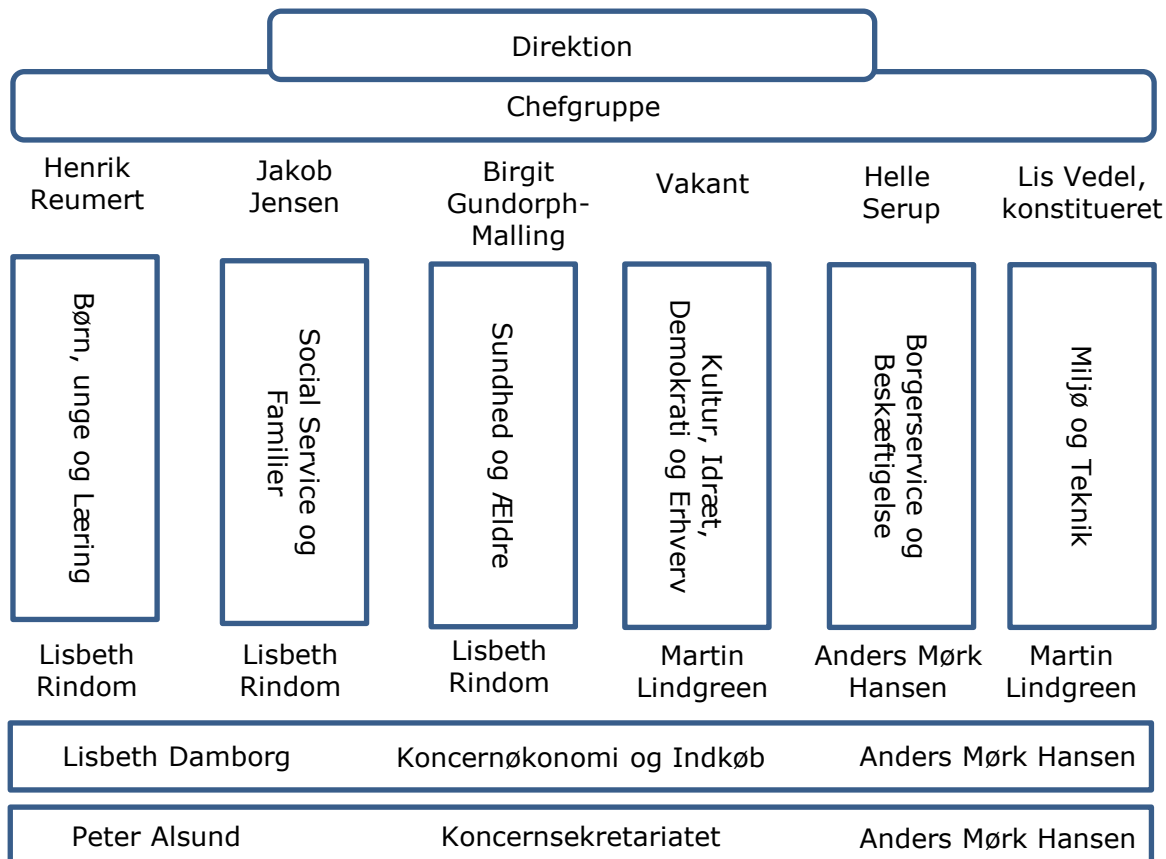 Direktion
Chefgruppe
Henrik
Reumert
Jakob
Jensen
Birgit
Gundorph-
Malling
Vakant
Helle
Serup
Lis Vedel,
konstitueret
Børn, unge og Læring
Social Service og
Familier
Sundhed og Ældre
Kultur, Idræt,
Demokrati og Erhverv
Borgerservice og
Beskæftigelse
Miljø og Teknik
Lisbeth
Rindom
Lisbeth
Rindom
Lisbeth
Rindom
Martin
Lindgreen
Anders Mørk
Hansen
Martin
Lindgreen
Lisbeth Damborg Koncernøkonomi og Indkøb Anders Mørk Hansen
Peter Alsund Koncernsekretariatet Anders Mørk Hansen